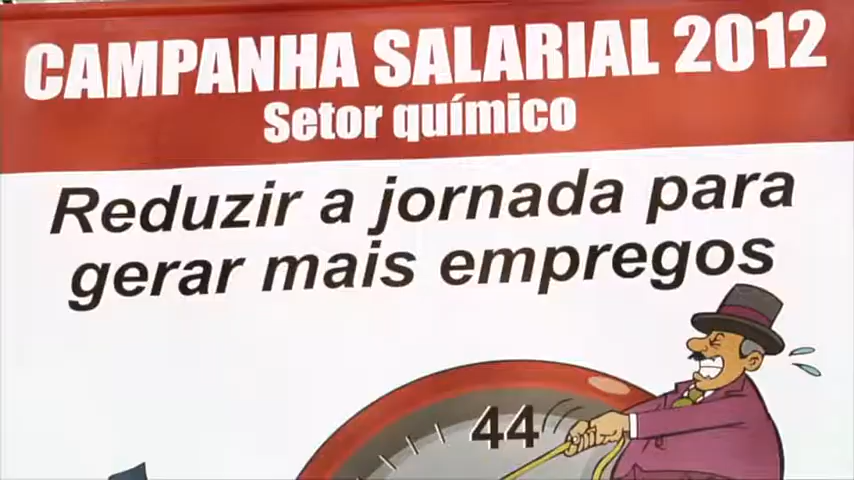 CAMPANHA SALARIAL 2012
Setor químico
Reduzir a jornada para
gerar mais empregos
44